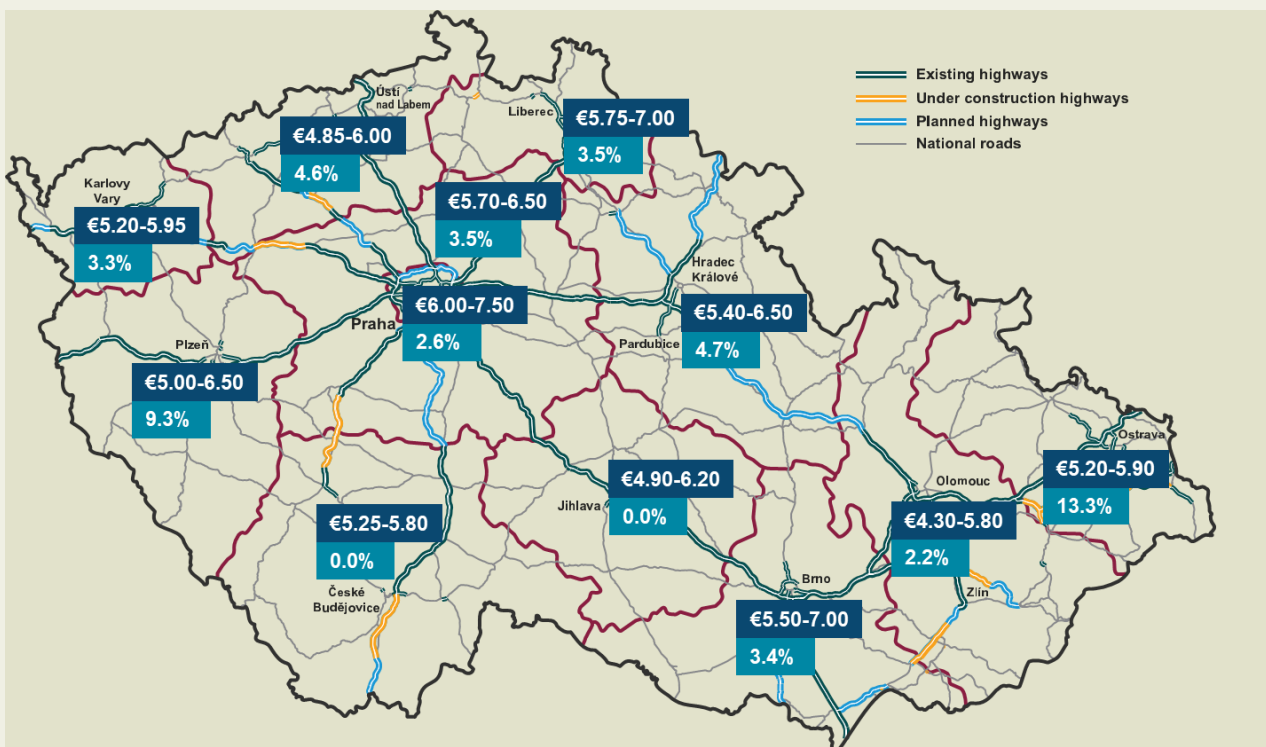 Existing highways
Under construction highways
Planned highways
National roads
Ústí
nad Labem
Liberec
€5.75-7.00
3.5%
€4.85-6.00
4.6%
Karlovy
Vary
€5.20-5.95
3.3%
€5.70-6.50
3.5%
Hradec
Králové
€6.00-7.50
2.6%
Praha
€5.40-6.50
4.7%
Pardubice
Plzeň
€5.00-6.50
9.3%
Ostrava
€5.20-5.90
13.3%
€4.90-6.20
0.0%
Jihlava
Olomouc
€4.30-5.80
2.2%
€5.25-5.80
0.0%
České
Budějovice
Brno
Zlín
€5.50-7.00
3.4%